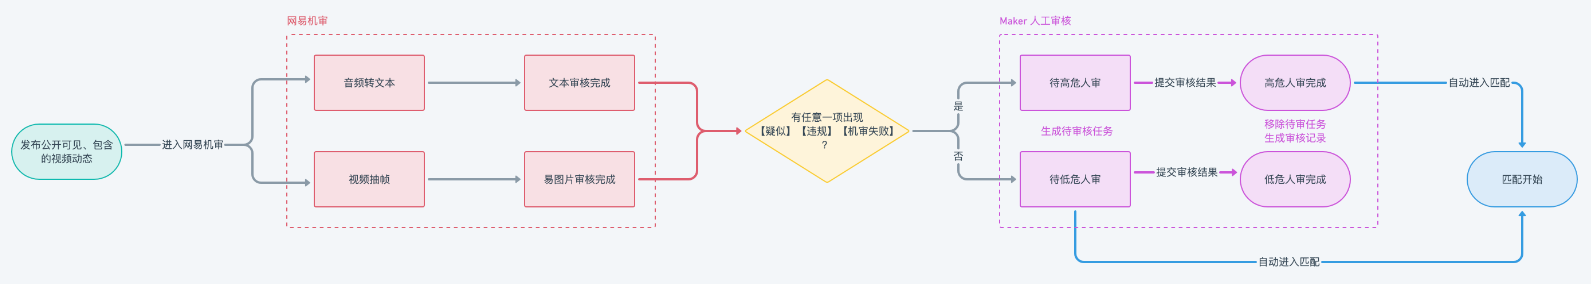 网易机审
Maker 人工审核
音频转文本
文本审核完成
待高危人审
提交审核结果
高危人审完成
自动进入匹配
是
有任意一项出现
【疑似】【违规】【机审失败】
?
生成待审核任务
移除待审任务
生成审核记录
发布公开可见、包含
的视频动态
进入网易机审
否
视频抽帧
易图片审核完成
待低危人审
提交审核结果
低危人审完成
匹配开始
自动进入匹配